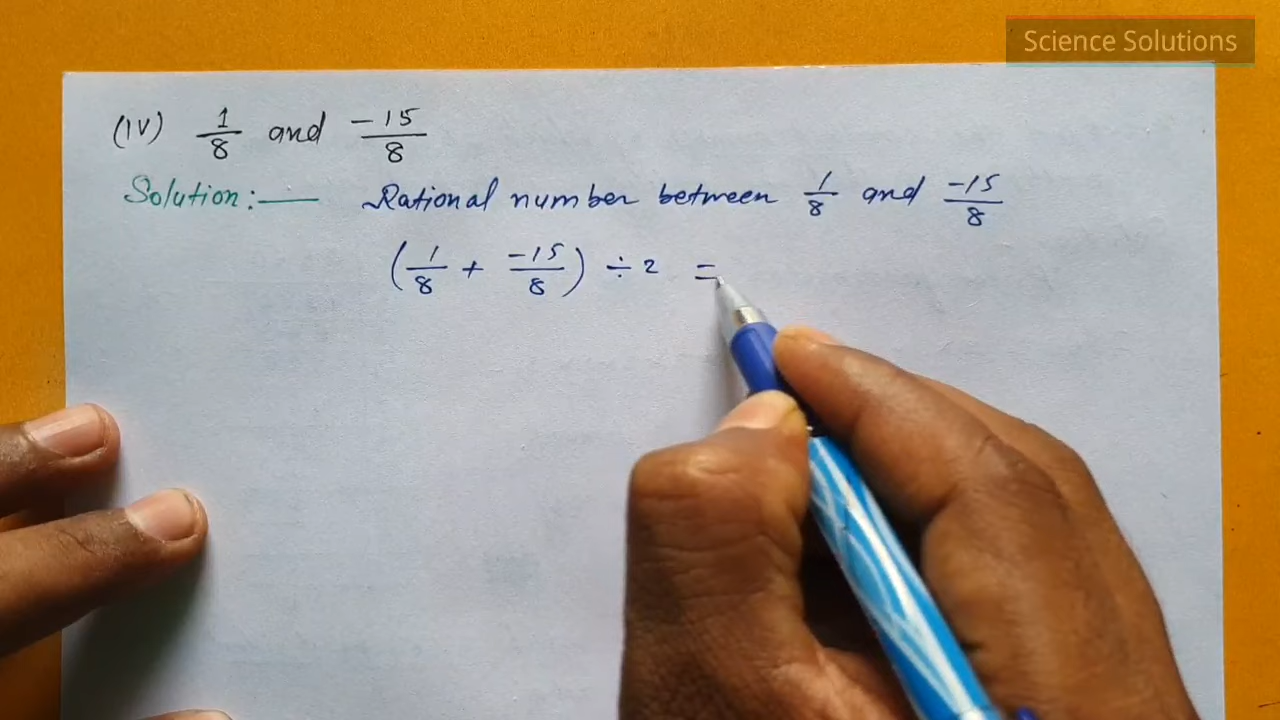 Science Solutions
(IV) 1/8 and -15/8
Solution:— Rational number between 1/8 and -15/8
(1/8 + -15/8) ÷ 2 =